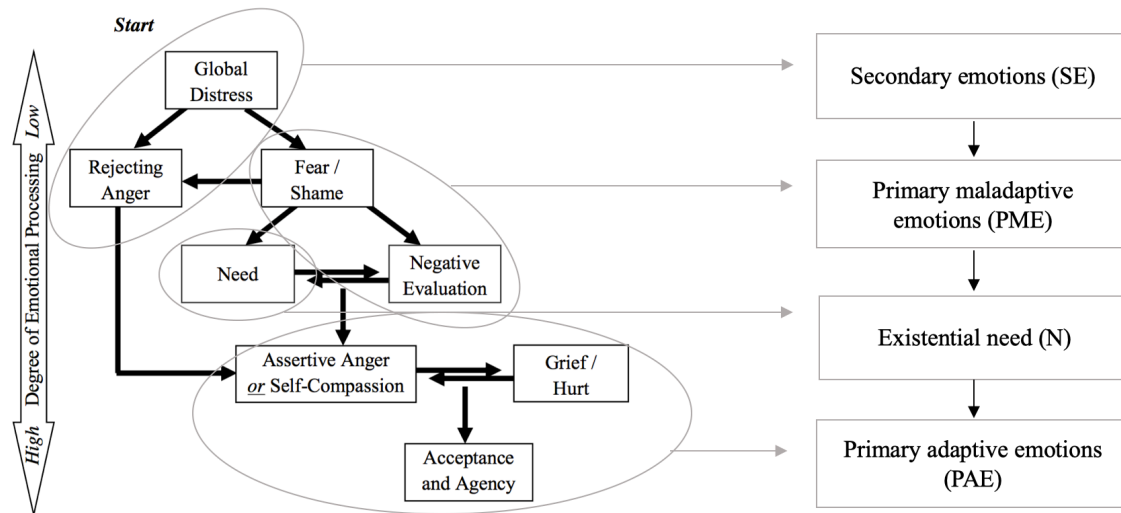 Start
Global
Distress
Rejecting
Anger
Fear /
Shame
Need
Negative
Evaluation
Assertive Anger
or Self-Compassion
Grief /
Hurt
Acceptance
and Agency
High Degree of Emotional Processing Low
Secondary emotions (SE)
Primary maladaptive
emotions (PME)
Existential need (N)
Primary adaptive emotions
(PAE)